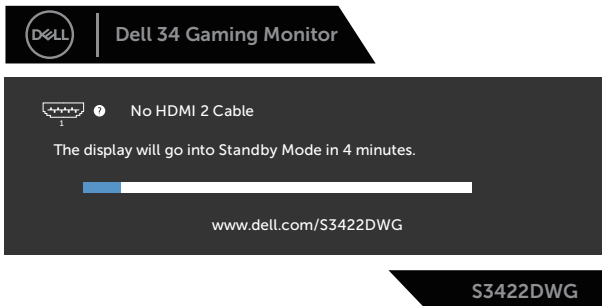 DELL
Dell 34 Gaming Monitor
? No HDMI 2 Cable
1
The display will go into Standby Mode in 4 minutes.
www.dell.com/S3422DWG
S3422DWG